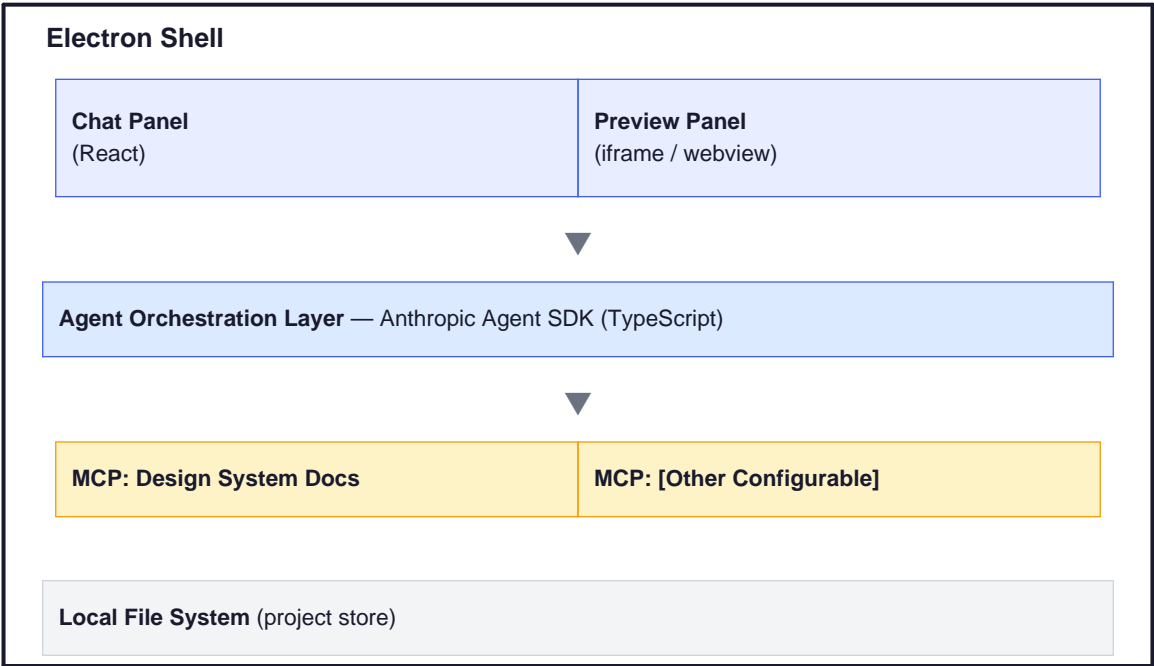 Electron Shell
Chat Panel
(React)
Preview Panel
(iframe / webview)
Agent Orchestration Layer — Anthropic Agent SDK (TypeScript)
MCP: Design System Docs
MCP: [Other Configurable]
Local File System (project store)